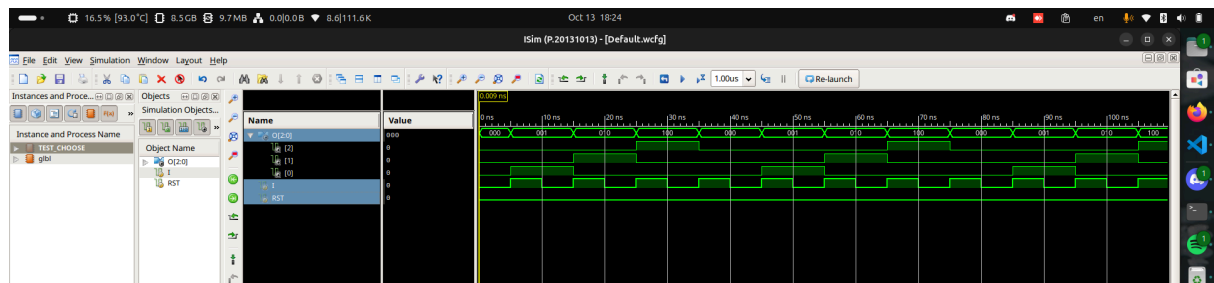 16.5% [93.0°C] 8.5GB 9.7MB 0.0|0.0B 8.6|111.6K Oct 13 18:24 en
ISim (P.20131013) - [Default.wcfg]
File Edit View Simulation Window Layout Help
1.00us Re-launch
Instances and Proce... Objects
Simulation Objects...
Instance and Process Name
TEST_CHOOSE
glbl
Object Name
O[2:0]
I
RST
Name Value
O[2:0] 000
[2] 0
[1] 0
[0] 0
I 0
RST 0
0.009 ns
0 ns 10 ns 20 ns 30 ns 40 ns 50 ns 60 ns 70 ns 80 ns 90 ns 100 ns
000 001 010 100 000 001 010 100 000 001 010 100